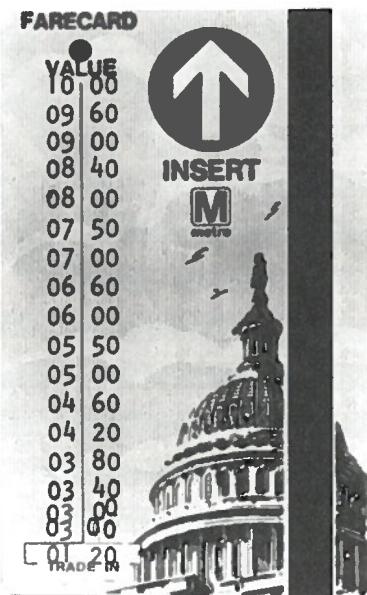 FARECARD
VALUE
10 00
09 60
09 00
08 40
08 00
07 50
07 00
06 60
06 00
05 50
05 00
04 60
04 20
03 80
03 40
01 20
TRADE IN
INSERT
M
metro